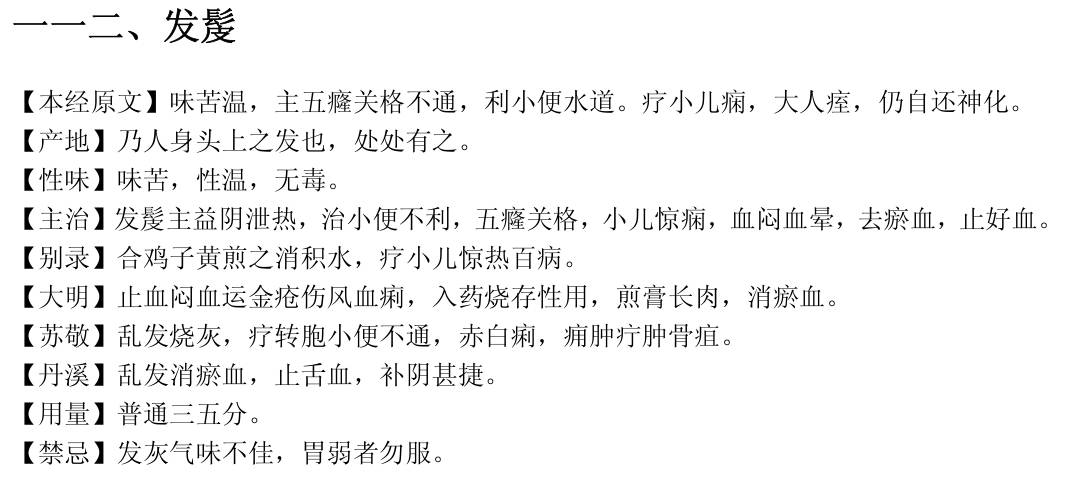 一一二、发髲
【本经原文】味苦温，主五癃关格不通，利小便水道。疗小儿痫，大人痓，仍自还神化。
【产地】乃人身头上之发也，处处有之。
【性味】味苦，性温，无毒。
【主治】发髲主益阴泄热，治小便不利，五癃关格，小儿惊痫，血闷血晕，去瘀血，止好血。
【别录】合鸡子黄煎之消积水，疗小儿惊热百病。
【大明】止血闷血运金疮伤风血痢，入药烧存性用，煎膏长肉，消瘀血。
【苏敬】乱发烧灰，疗转胞小便不通，赤白痢，痈肿疔肿骨疽。
【丹溪】乱发消瘀血，止舌血，补阴甚捷。
【用量】普通三五分。
【禁忌】发灰气味不佳，胃弱者勿服。